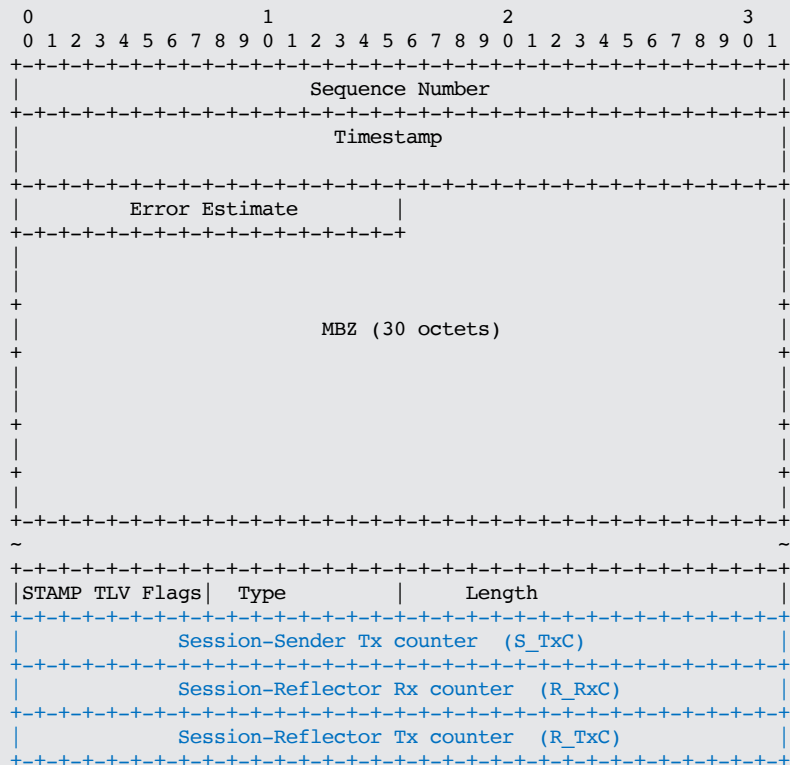 0                   1                   2                   3
 0 1 2 3 4 5 6 7 8 9 0 1 2 3 4 5 6 7 8 9 0 1 2 3 4 5 6 7 8 9 0 1
+-+-+-+-+-+-+-+-+-+-+-+-+-+-+-+-+-+-+-+-+-+-+-+-+-+-+-+-+-+-+-+-+
|                        Sequence Number                        |
+-+-+-+-+-+-+-+-+-+-+-+-+-+-+-+-+-+-+-+-+-+-+-+-+-+-+-+-+-+-+-+-+
|                          Timestamp                            |
|                                                               |
+-+-+-+-+-+-+-+-+-+-+-+-+-+-+-+-+-+-+-+-+-+-+-+-+-+-+-+-+-+-+-+-+
|         Error Estimate        |                               |
+-+-+-+-+-+-+-+-+-+-+-+-+-+-+-+-+                               |
|                                                               |
|                                                               |
+                                                               +
|                         MBZ (30 octets)                       |
+                                                               +
|                                                               |
|                                                               |
+                                                               +
|                                                               |
+                                                               +
|                                                               |
+-+-+-+-+-+-+-+-+-+-+-+-+-+-+-+-+-+-+-+-+-+-+-+-+-+-+-+-+-+-+-+-+
~                                                               ~
+-+-+-+-+-+-+-+-+-+-+-+-+-+-+-+-+-+-+-+-+-+-+-+-+-+-+-+-+-+-+-+-+
|STAMP TLV Flags|  Type         |     Length                    |
+-+-+-+-+-+-+-+-+-+-+-+-+-+-+-+-+-+-+-+-+-+-+-+-+-+-+-+-+-+-+-+-+
|             Session-Sender Tx counter  (S_TxC)                |
+-+-+-+-+-+-+-+-+-+-+-+-+-+-+-+-+-+-+-+-+-+-+-+-+-+-+-+-+-+-+-+-+
|             Session-Reflector Rx counter  (R_RxC)             |
+-+-+-+-+-+-+-+-+-+-+-+-+-+-+-+-+-+-+-+-+-+-+-+-+-+-+-+-+-+-+-+-+
|             Session-Reflector Tx counter  (R_TxC)             |
+-+-+-+-+-+-+-+-+-+-+-+-+-+-+-+-+-+-+-+-+-+-+-+-+-+-+-+-+-+-+-+-+